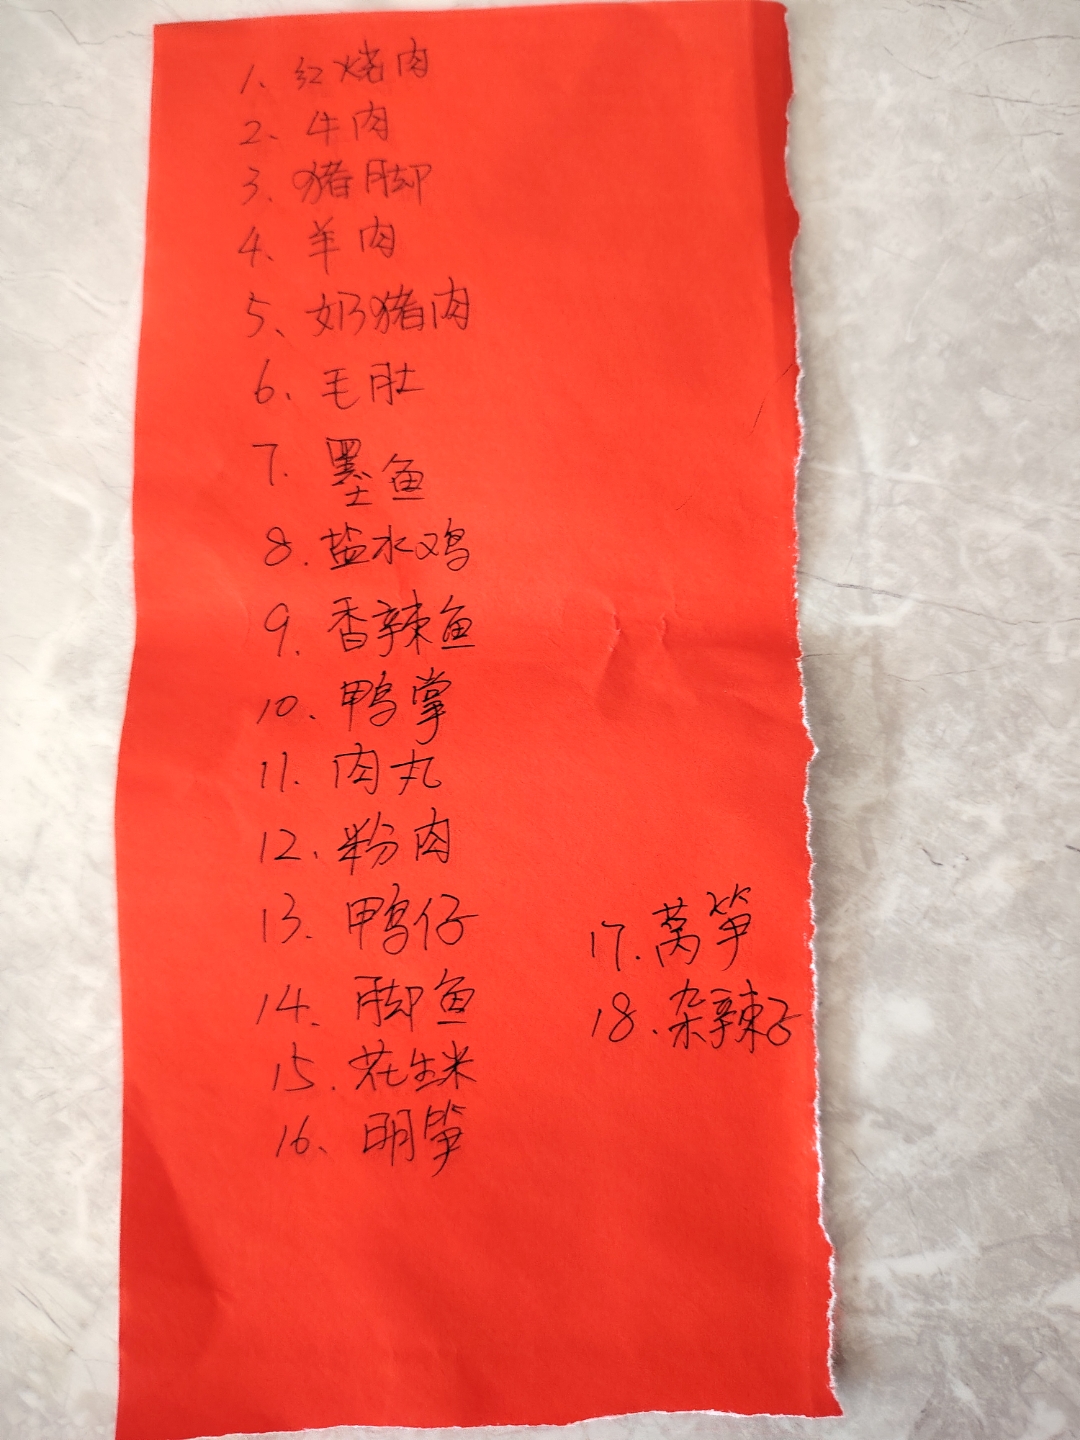 1、红烧肉
2、牛肉
3、猪脚
4、羊肉
5、奶猪肉
6、毛肚
7.墨鱼
8.盐水鸡
9.香辣鱼
10.鸭掌
11.肉丸
12.粉肉
13.鸭仔
14.脚鱼
15.花生米
16、明笋
17.莴笋
18.杂辣子